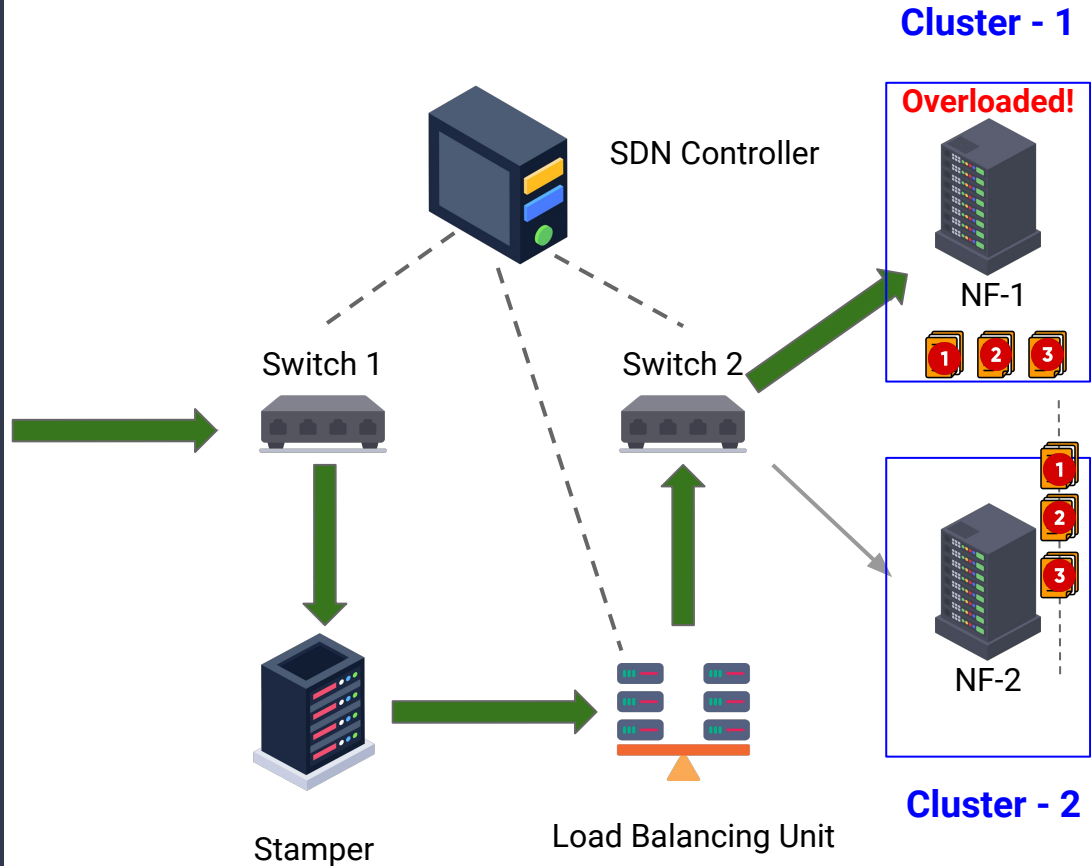 Cluster - 1
Overloaded!
SDN Controller
NF-1
1 2 3
Switch 1
Switch 2
1
2
3
NF-2
Cluster - 2
Load Balancing Unit
Stamper